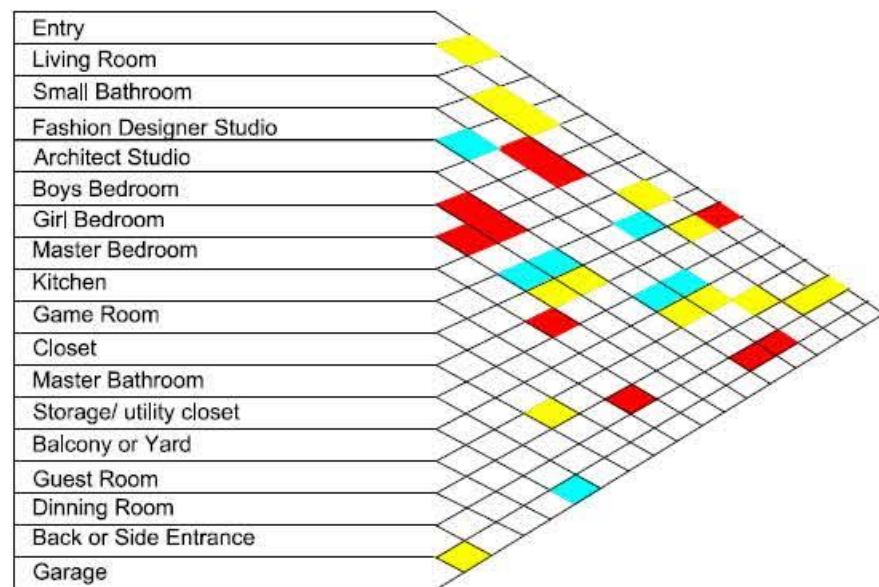 Entry
Living Room
Small Bathroom
Fashion Designer Studio
Architect Studio
Boys Bedroom
Girl Bedroom
Master Bedroom
Kitchen
Game Room
Closet
Master Bathroom
Storage/ utility closet
Balcony or Yard
Guest Room
Dinning Room
Back or Side Entrance
Garage